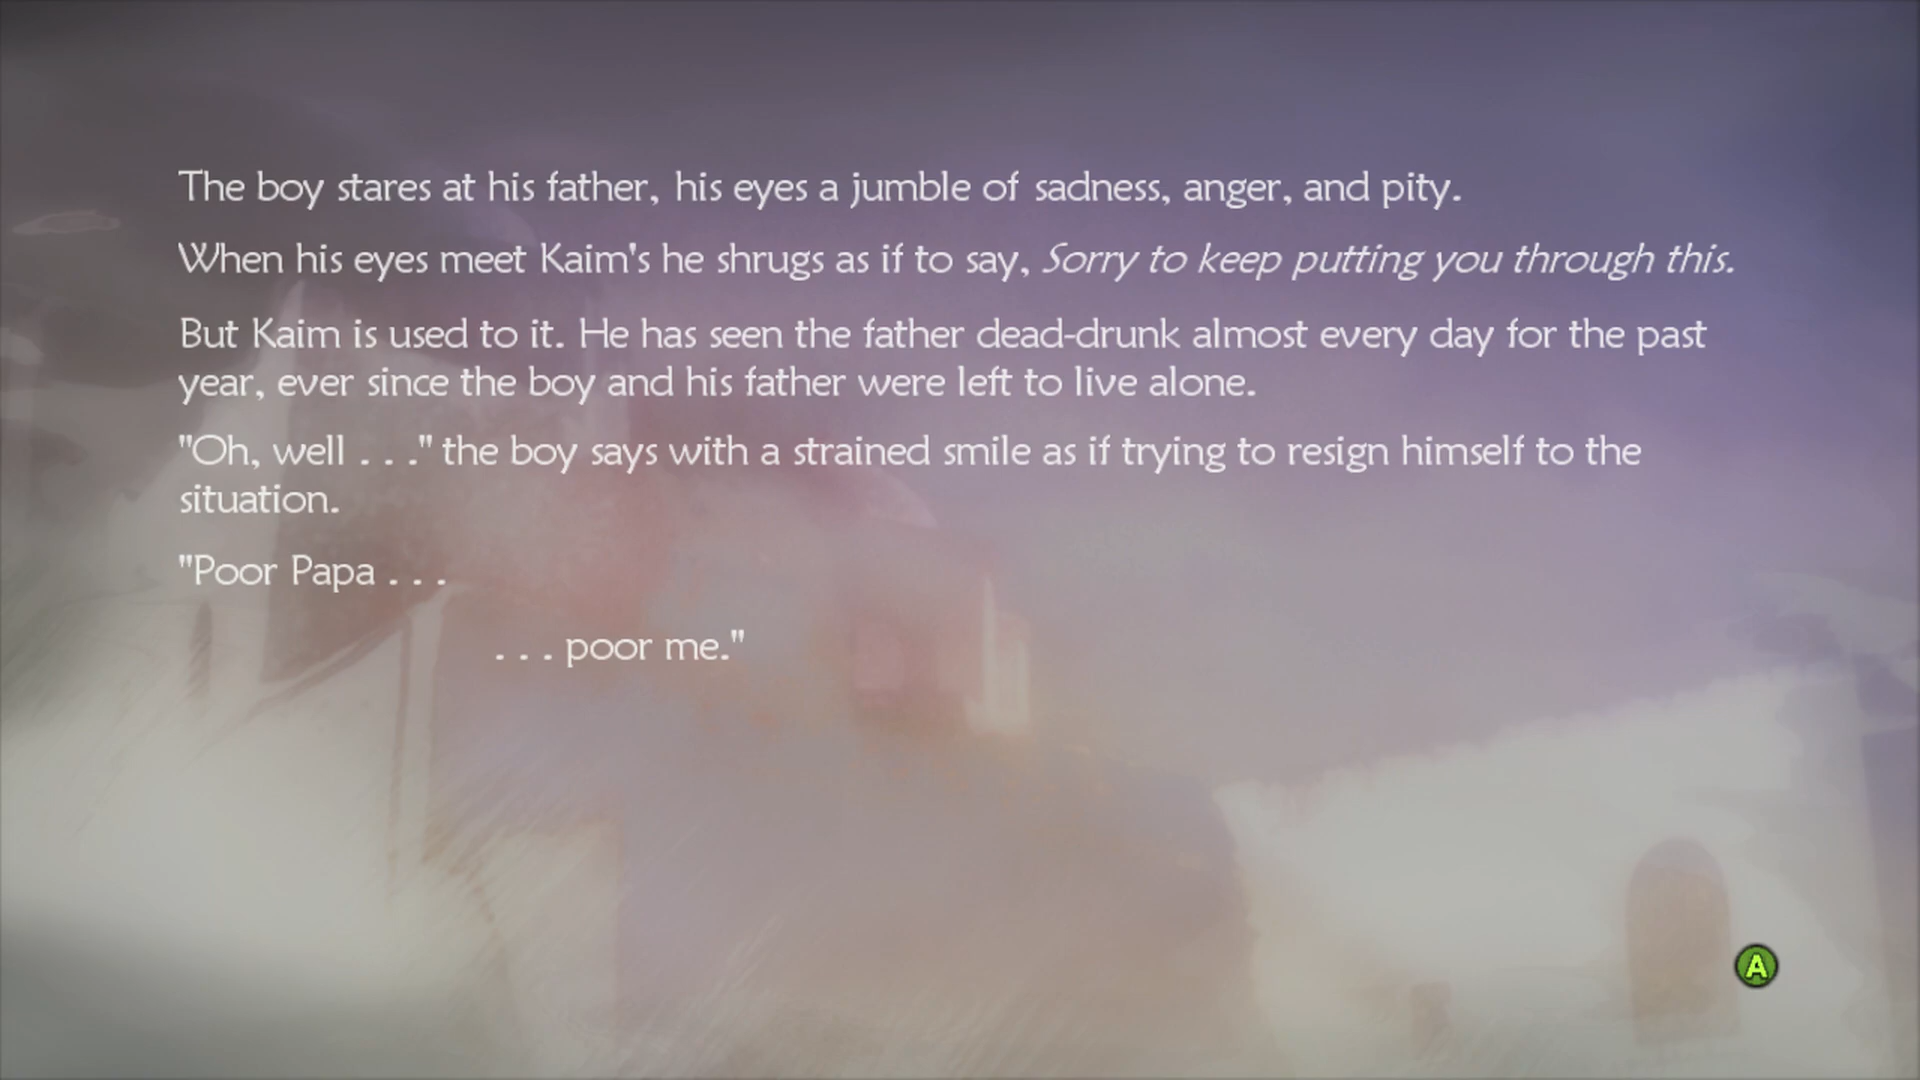 The boy stares at his father, his eyes a jumble of sadness, anger, and pity.
When his eyes meet Kaim's he shrugs as if to say, Sorry to keep putting you through this.
But Kaim is used to it. He has seen the father dead-drunk almost every day for the past
year, ever since the boy and his father were left to live alone.
"Oh, well . . ." the boy says with a strained smile as if trying to resign himself to the
situation.
"Poor Papa . . .
. . . poor me."
A